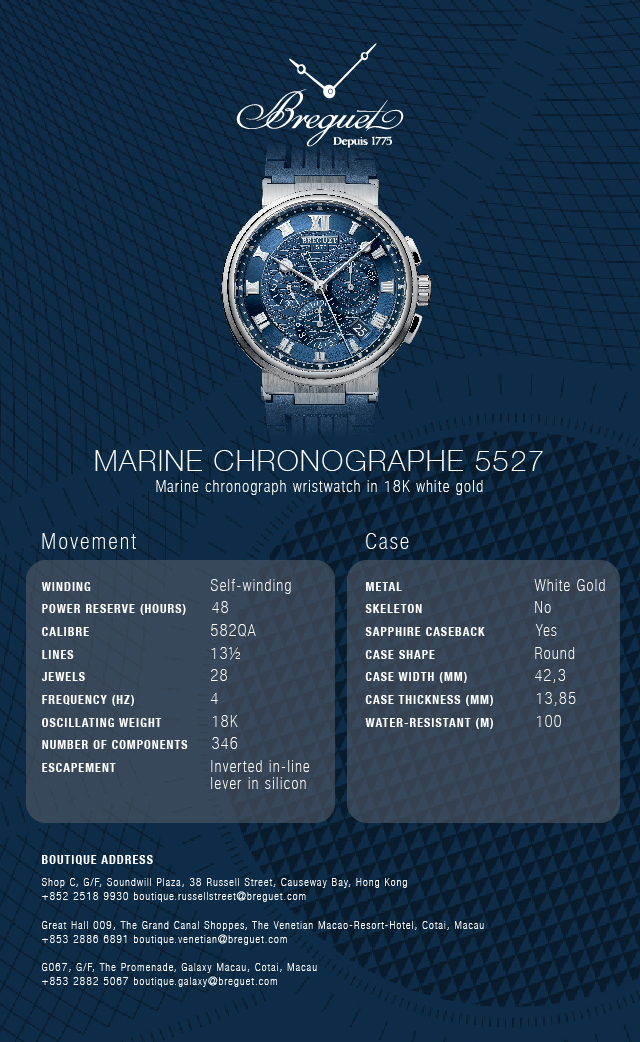 Breguet
Depuis 1775
XII
BREGUET
MARINE CHRONOGRAPHE 5527
Marine chronograph wristwatch in 18K white gold
Movement
WINDING Self-winding
POWER RESERVE (HOURS) 48
CALIBRE 582QA
LINES 13½
JEWELS 28
FREQUENCY (HZ) 4
OSCILLATING WEIGHT 18K
NUMBER OF COMPONENTS 346
ESCAPEMENT Inverted in-line
lever in silicon
Case
METAL White Gold
SKELETON No
SAPPHIRE CASEBACK Yes
CASE SHAPE Round
CASE WIDTH (MM) 42,3
CASE THICKNESS (MM) 13,85
WATER-RESISTANT (M) 100
BOUTIQUE ADDRESS
Shop C, G/F, Soundwill Plaza, 38 Russell Street, Causeway Bay, Hong Kong
+852 2518 9930 boutique.russellstreet@breguet.com
Great Hall 009, The Grand Canal Shoppes, The Venetian Macao-Resort-Hotel, Cotai, Macau
+853 2886 6891 boutique.venetian@breguet.com
G067, G/F, The Promenade, Galaxy Macau, Cotai, Macau
+853 2882 5067 boutique.galaxy@breguet.com